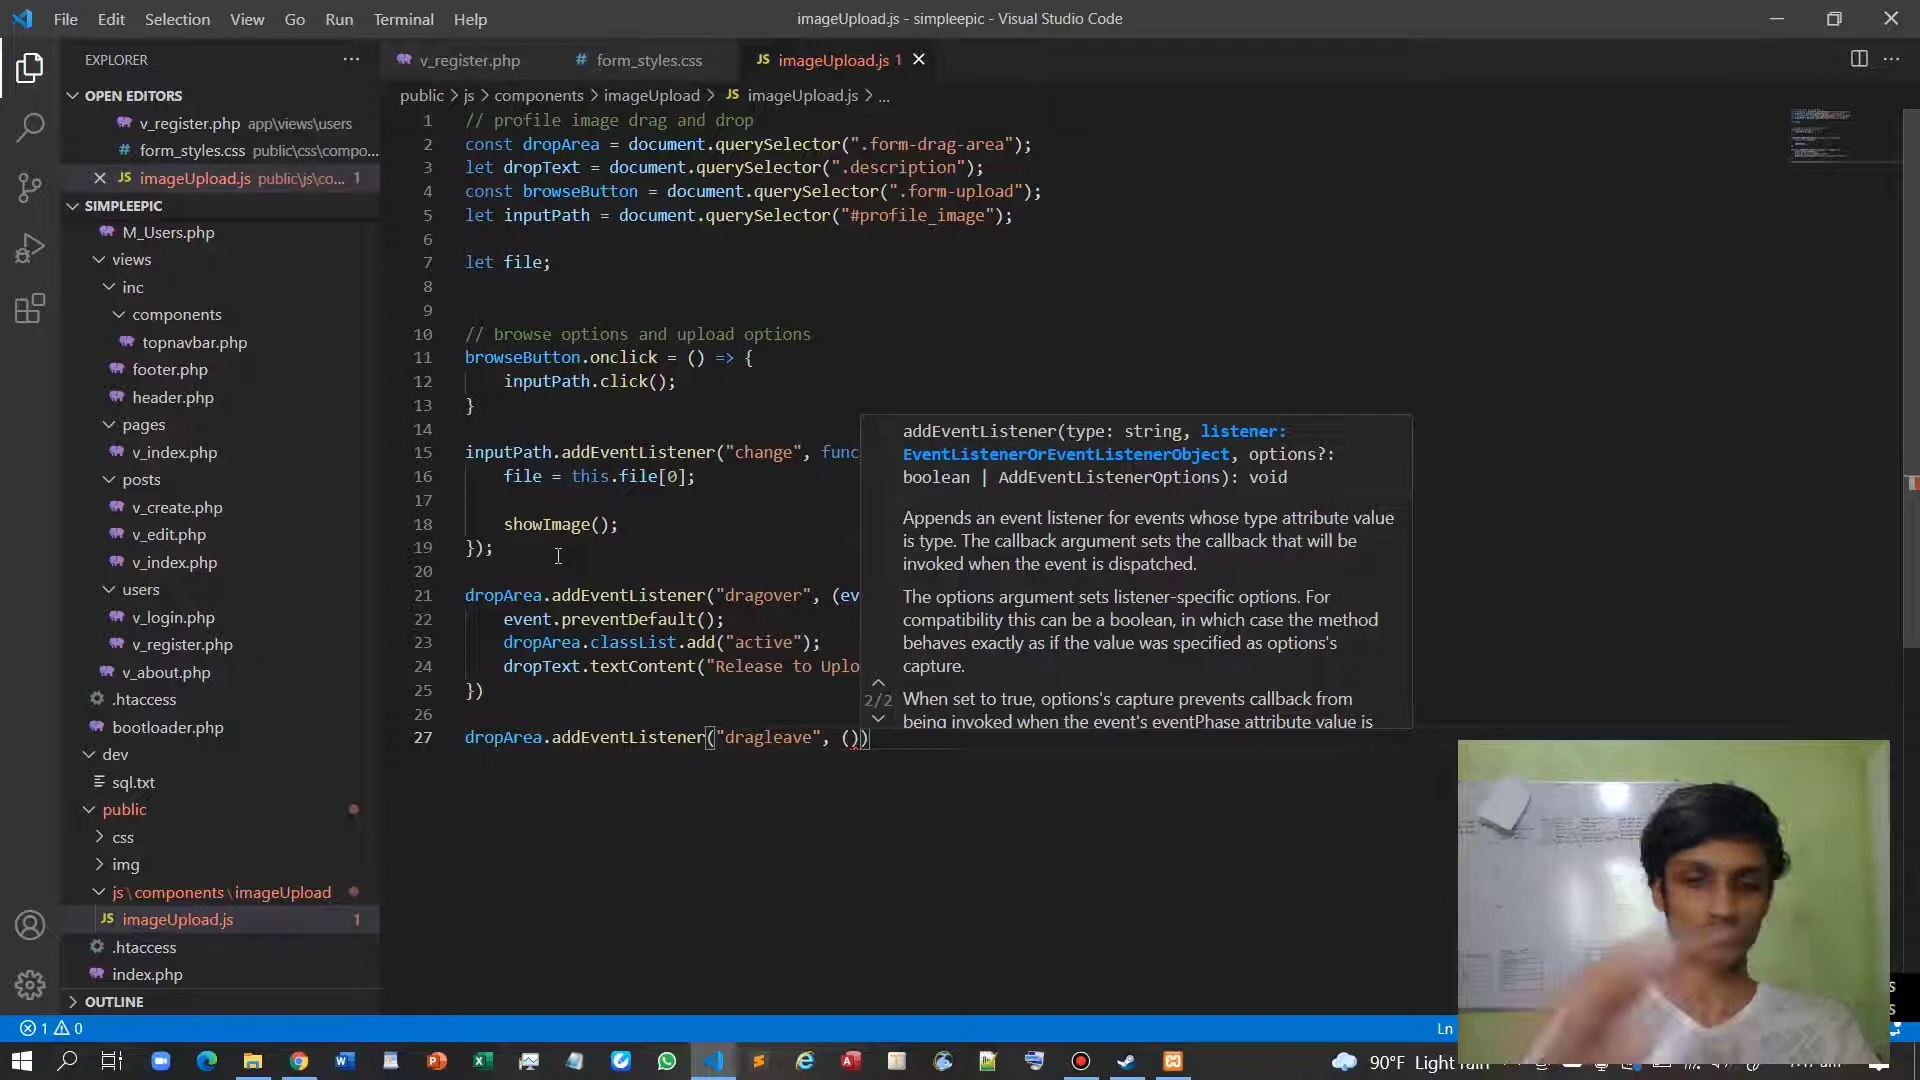 File Edit Selection View Go Run Terminal Help
imageUpload.js - simpleepic - Visual Studio Code
EXPLORER
OPEN EDITORS
v_register.php app\views\users
form_styles.css public\css\compo...
imageUpload.js public\js\co... 1
SIMPLEEPIC
M_Users.php
views
inc
components
topnavbar.php
footer.php
header.php
pages
v_index.php
posts
v_create.php
v_edit.php
v_index.php
users
v_login.php
v_register.php
v_about.php
.htaccess
bootloader.php
dev
sql.txt
public
css
img
js\components\imageUpload
imageUpload.js 1
.htaccess
index.php
OUTLINE
v_register.php
form_styles.css
imageUpload.js 1
public > js > components > imageUpload > JS imageUpload.js > ...
1 // profile image drag and drop
2 const dropArea = document.querySelector(".form-drag-area");
3 let dropText = document.querySelector(".description");
4 const browseButton = document.querySelector(".form-upload");
5 let inputPath = document.querySelector("#profile_image");
6
7 let file;
8
9
10 // browse options and upload options
11 browseButton.onclick = () => {
12 inputPath.click();
13 }
14
15 inputPath.addEventListener("change", func
16 file = this.file[0];
17
18 showImage();
19 });
20
21 dropArea.addEventListener("dragover", (ev
22 event.preventDefault();
23 dropArea.classList.add("active");
24 dropText.textContent("Release to Uplo
25 })
26
27 dropArea.addEventListener("dragleave", ())
addEventListener(type: string, listener:
EventListenerOrEventListenerObject, options?:
boolean | AddEventListenerOptions): void
Appends an event listener for events whose type attribute value
is type. The callback argument sets the callback that will be
invoked when the event is dispatched.
The options argument sets listener-specific options. For
compatibility this can be a boolean, in which case the method
behaves exactly as if the value was specified as options's
capture.
2/2
When set to true, options's capture prevents callback from
being invoked when the event's eventPhase attribute value is
1 0
Ln
90°F Light rain